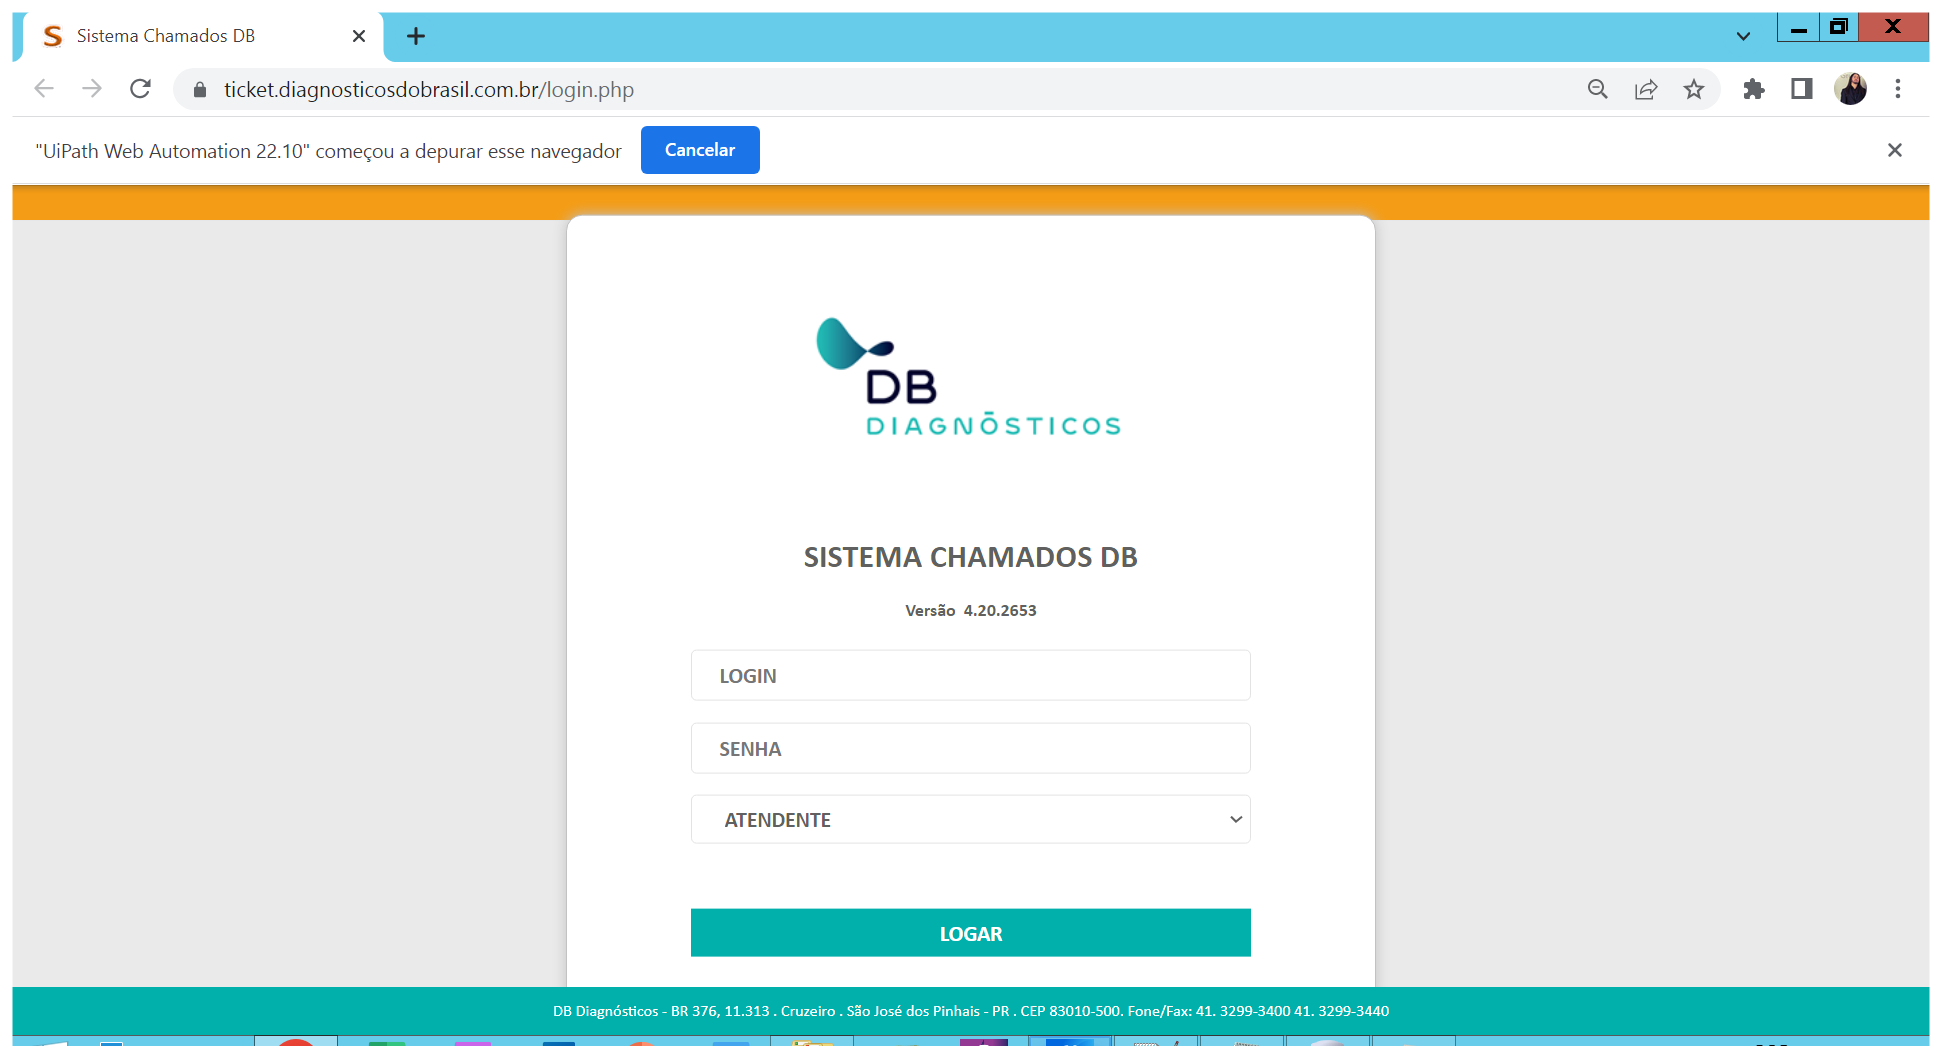 Sistema Chamados DB
ticket.diagnosticosdobrasil.com.br/login.php
"UiPath Web Automation 22.10" começou a depurar esse navegador
Cancelar
DB
DIAGNŌSTICOS
SISTEMA CHAMADOS DB
Versão 4.20.2653
LOGIN
SENHA
ATENDENTE
LOGAR
DB Diagnósticos - BR 376, 11.313 . Cruzeiro . São José dos Pinhais - PR . CEP 83010-500. Fone/Fax: 41. 3299-3400 41. 3299-3440